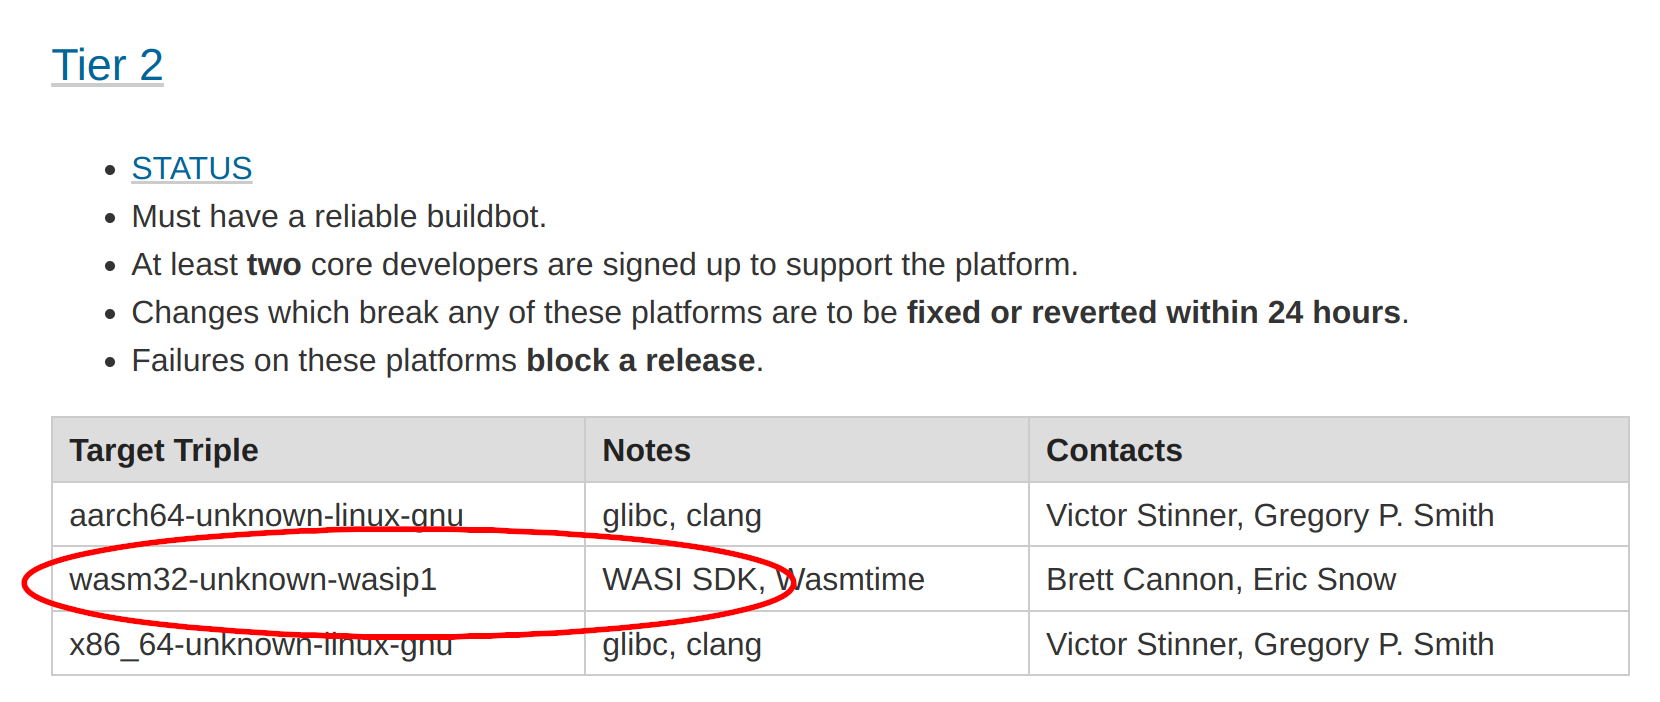 Tier 2
STATUS
Must have a reliable buildbot.
At least two core developers are signed up to support the platform.
Changes which break any of these platforms are to be fixed or reverted within 24 hours.
Failures on these platforms block a release.
Target Triple Notes Contacts
aarch64-unknown-linux-gnu glibc, clang Victor Stinner, Gregory P. Smith
wasm32-unknown-wasip1 WASI SDK, Wasmtime Brett Cannon, Eric Snow
x86_64-unknown-linux-gnu glibc, clang Victor Stinner, Gregory P. Smith